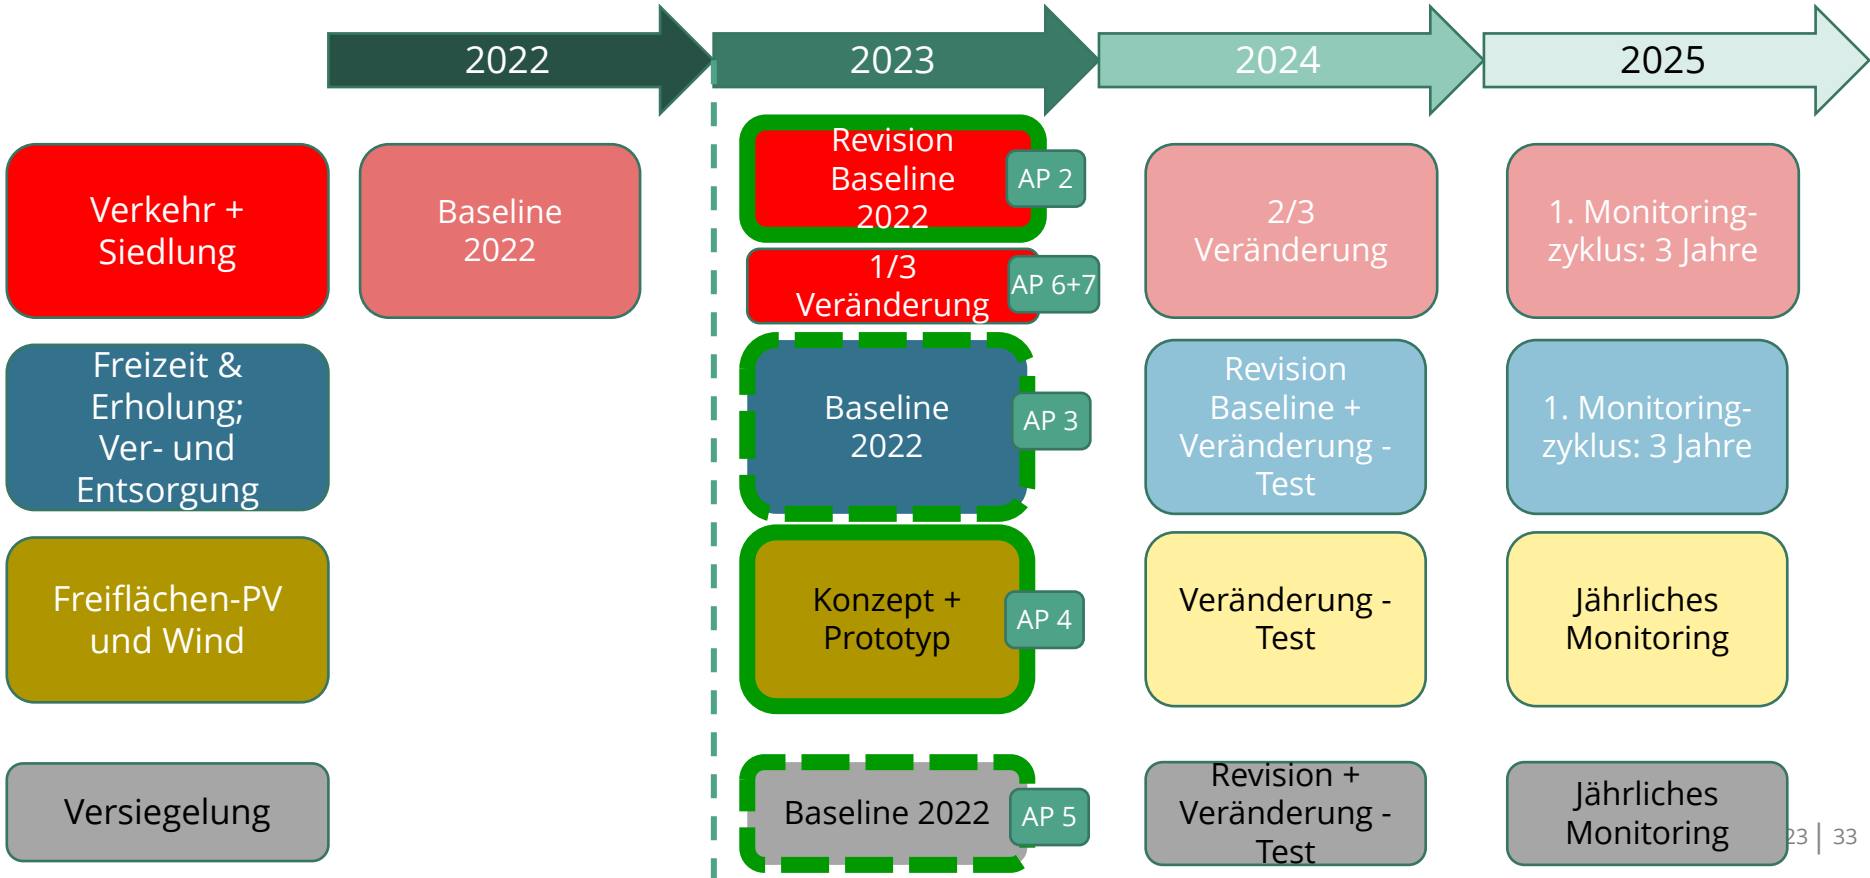 2022
2023
2024
2025
Verkehr +
Siedlung
Baseline
2022
Revision
Baseline
2022
AP 2
1/3
Veränderung
AP 6+7
2/3
Veränderung
1. Monitoring-
zyklus: 3 Jahre
Freizeit &
Erholung;
Ver- und
Entsorgung
Baseline
2022
AP 3
Revision
Baseline +
Veränderung -
Test
1. Monitoring-
zyklus: 3 Jahre
Freiflächen-PV
und Wind
Konzept +
Prototyp
AP 4
Veränderung -
Test
Jährliches
Monitoring
Versiegelung
Baseline 2022
AP 5
Revision +
Veränderung -
Test
Jährliches
Monitoring
23 | 33